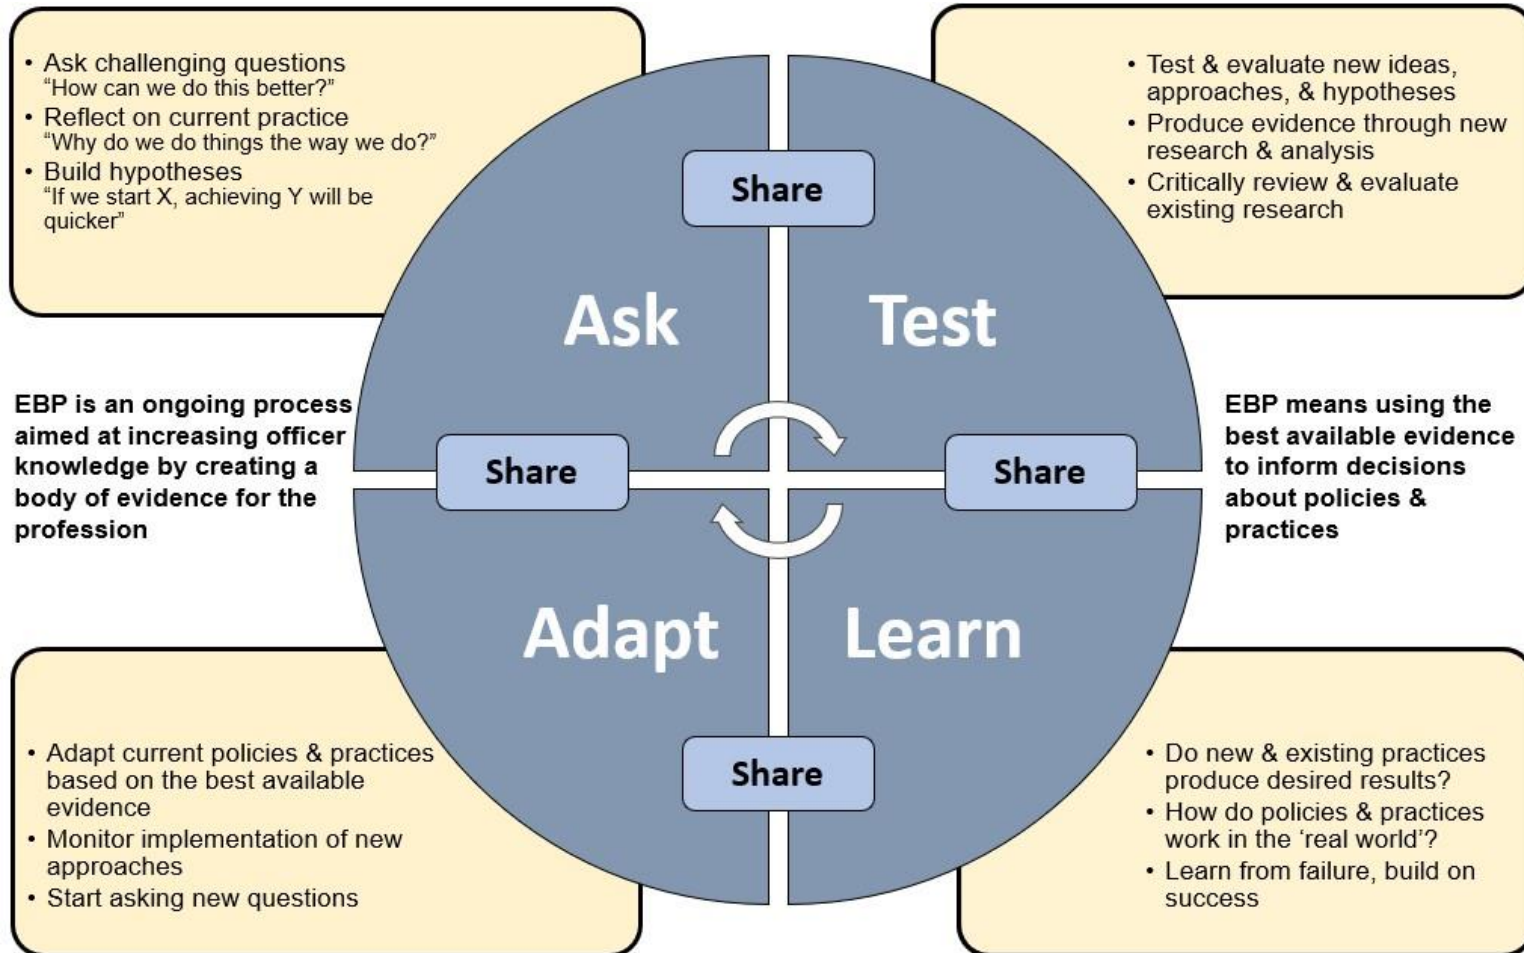 • Ask challenging questions
“How can we do this better?”
• Reflect on current practice
“Why do we do things the way we do?”
• Build hypotheses
“If we start X, achieving Y will be
quicker”
• Test & evaluate new ideas,
approaches, & hypotheses
• Produce evidence through new
research & analysis
• Critically review & evaluate
existing research
Share
Ask
Test
EBP is an ongoing process
aimed at increasing officer
knowledge by creating a
body of evidence for the
profession
Share
Share
EBP means using the
best available evidence
to inform decisions
about policies &
practices
Adapt
Learn
Share
• Adapt current policies & practices
based on the best available
evidence
• Monitor implementation of new
approaches
• Start asking new questions
• Do new & existing practices
produce desired results?
• How do policies & practices
work in the ‘real world’?
• Learn from failure, build on
success